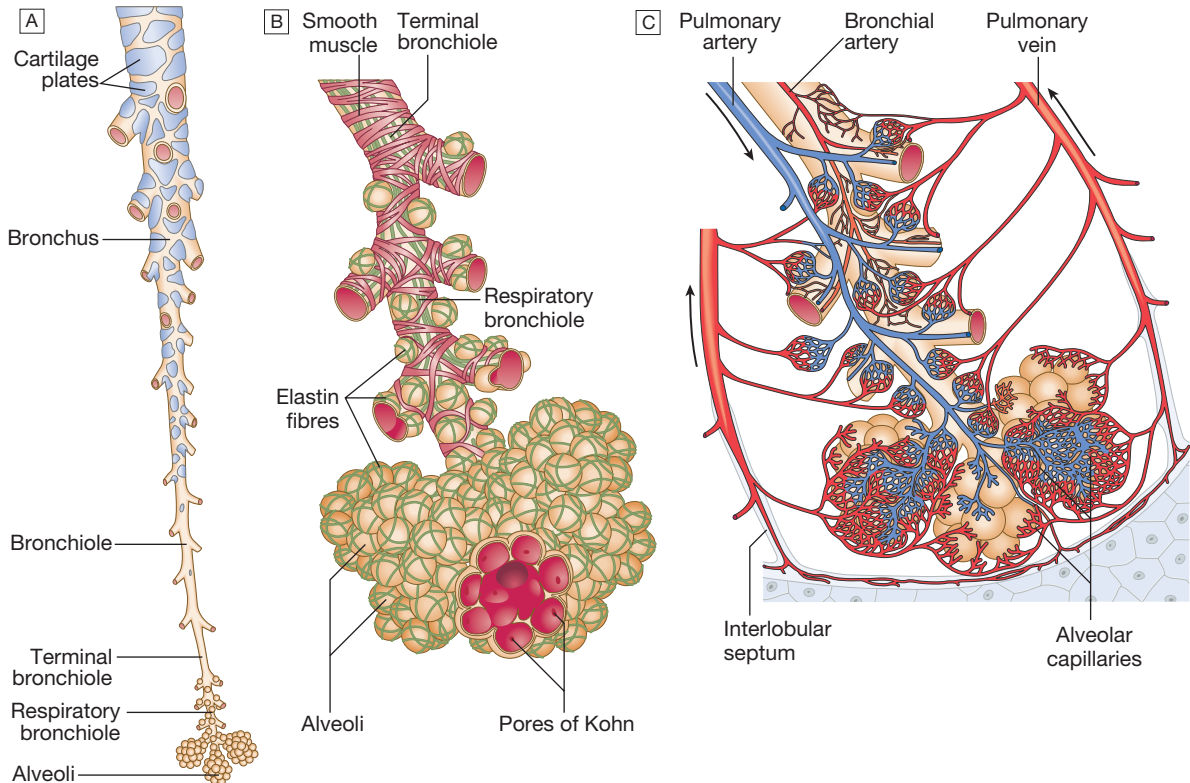 A
Cartilage
plates
Bronchus
Bronchiole
Terminal
bronchiole
Respiratory
bronchiole
Alveoli
B
Smooth
muscle
Terminal
bronchiole
Respiratory
bronchiole
Elastin
fibres
Alveoli
Pores of Kohn
C
Pulmonary
artery
Bronchial
artery
Pulmonary
vein
Interlobular
septum
Alveolar
capillaries